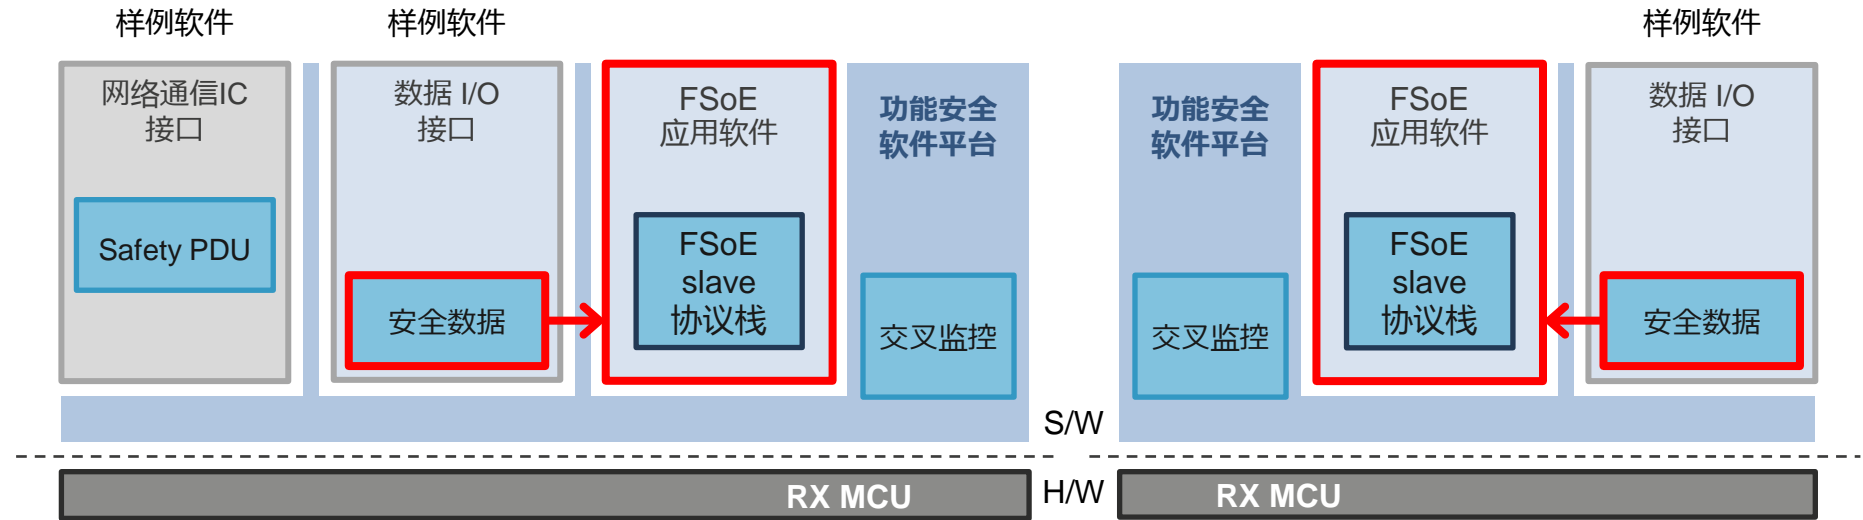 样例软件
样例软件
样例软件
网络通信IC
接口
Safety PDU
数据 I/O
接口
安全数据
FSoE
应用软件
FSoE
slave
协议栈
功能安全
软件平台
交叉监控
功能安全
软件平台
交叉监控
FSoE
应用软件
FSoE
slave
协议栈
数据 I/O
接口
安全数据
S/W
RX MCU
H/W
RX MCU